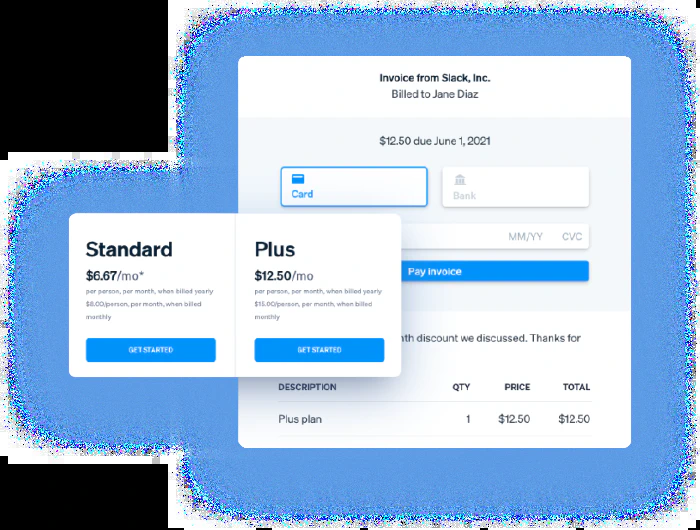 Invoice from Slack, Inc.
Billed to Jane Diaz
$12.50 due June 1, 2021
Card
Bank
MM/YY CVC
Pay invoice
Standard
$6.67/mo*
per person, per month, when billed yearly
$8.00/person, per month, when billed
monthly
GET STARTED
Plus
$12.50/mo
per person, per month, when billed yearly
$15.00/person, per month, when billed
monthly
GET STARTED
nth discount we discussed. Thanks for
DESCRIPTION QTY PRICE TOTAL
Plus plan 1 $12.50 $12.50